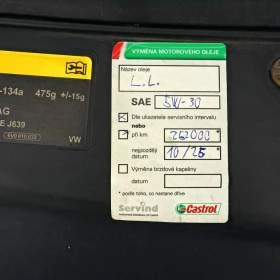 -134a 475g +/-15g
AG
E J639
VW
VÝMĚNA MOTOROVÉHO OLEJE
Název oleje
L.L.
SAE 5W-30
Dle ukazatele servisního intervalu
nebo
při km 262000
nejpozději
datum 10/25
Výměna brzdové kapaliny
datum
* podle toho, co nastane dříve
Servind
Castrol